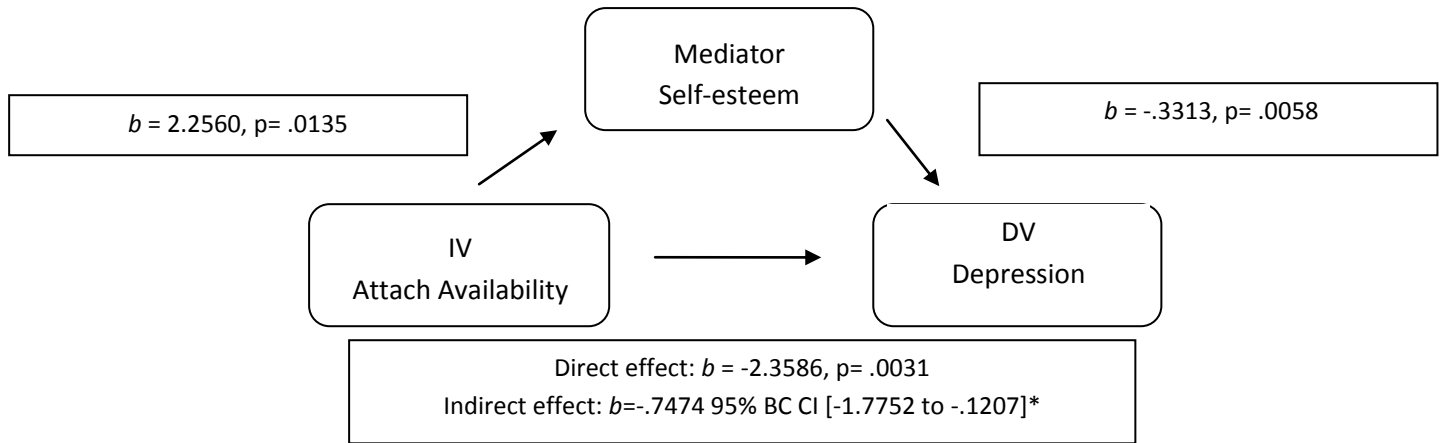 Mediator
Self-esteem
b = 2.2560, p= .0135
b = -.3313, p= .0058
IV
Attach Availability
DV
Depression
Direct effect: b = -2.3586, p= .0031
Indirect effect: b=-.7474 95% BC CI [-1.7752 to -.1207]*